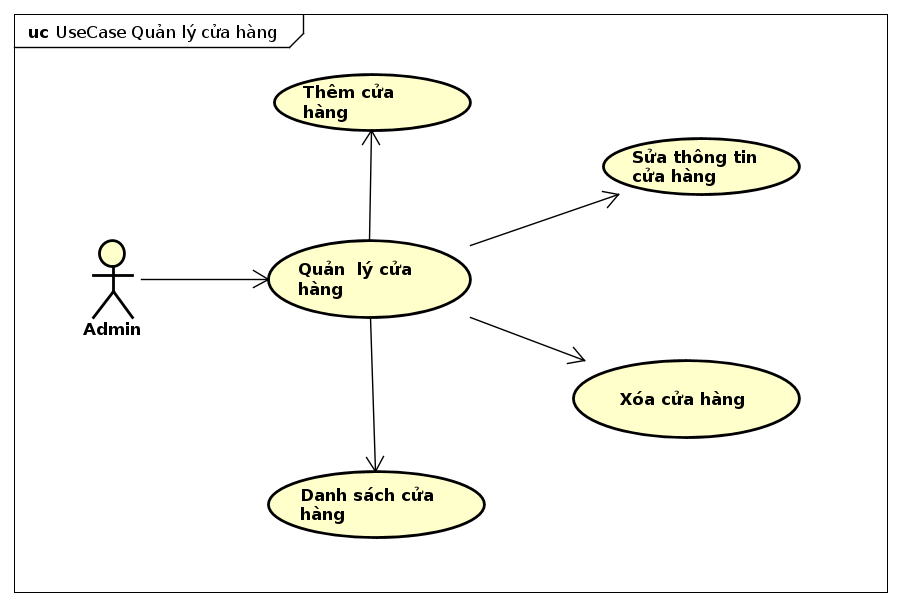 uc UseCase Quản lý cửa hàng
Thêm cửa
hàng
Sửa thông tin
cửa hàng
Quản lý cửa
hàng
Admin
Xóa cửa hàng
Danh sách cửa
hàng